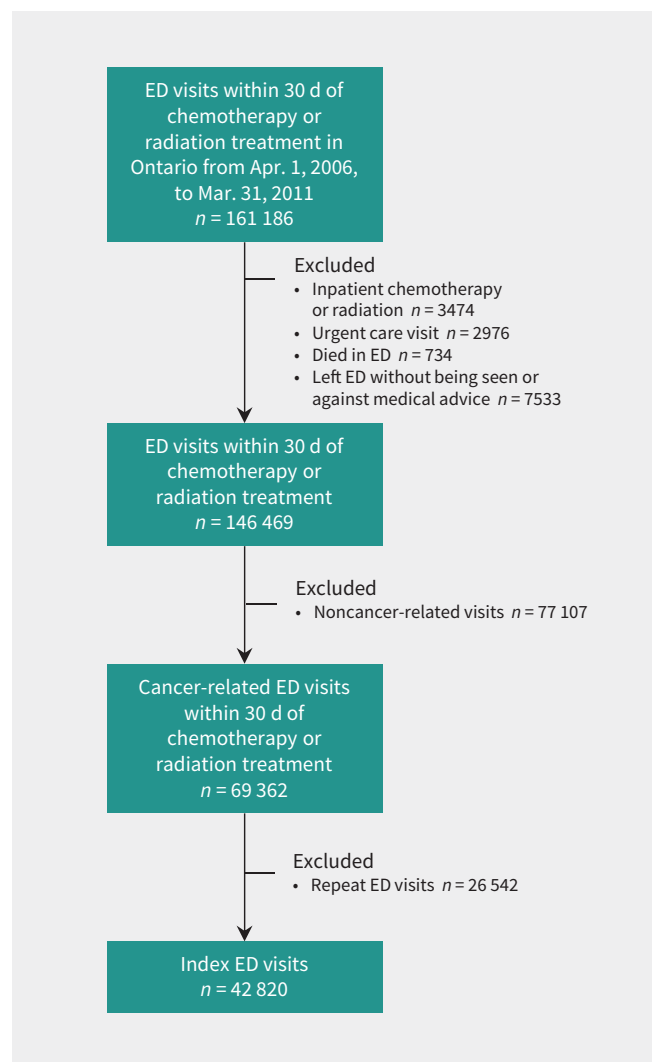 ED visits within 30 d of
chemotherapy or
radiation treatment in
Ontario from Apr. 1, 2006,
to Mar. 31, 2011
n = 161 186
Excluded
• Inpatient chemotherapy
or radiation n = 3474
• Urgent care visit n = 2976
• Died in ED n = 734
• Left ED without being seen or
against medical advice n = 7533
ED visits within 30 d of
chemotherapy or
radiation treatment
n = 146 469
Excluded
• Noncancer-related visits n = 77 107
Cancer-related ED visits
within 30 d of
chemotherapy or
radiation treatment
n = 69 362
Excluded
• Repeat ED visits n = 26 542
Index ED visits
n = 42 820